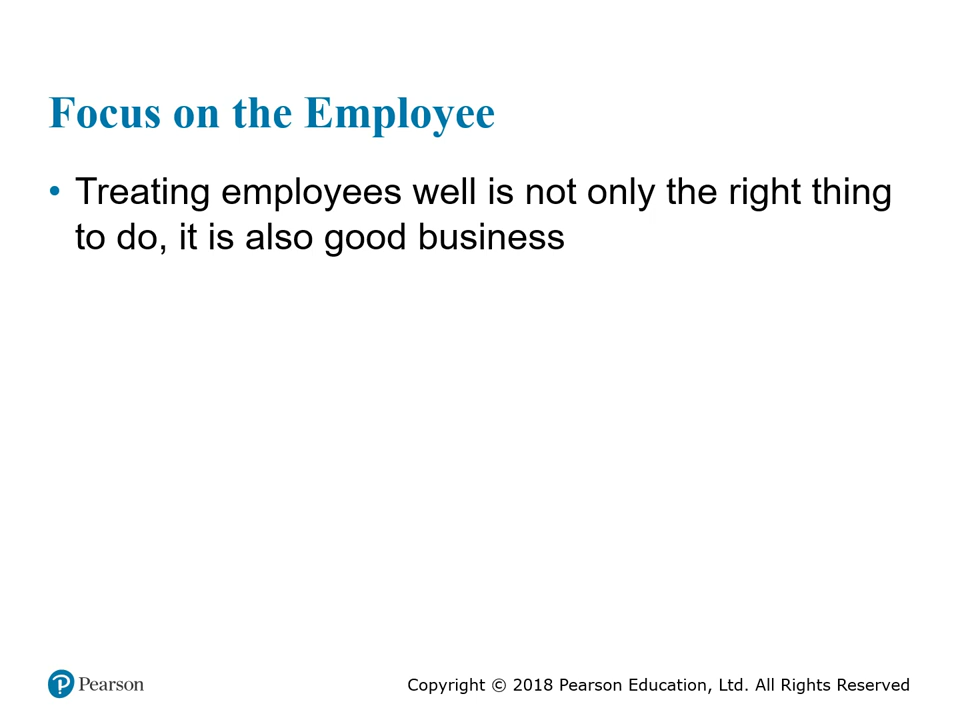 Focus on the Employee
• Treating employees well is not only the right thing
to do, it is also good business
Pearson
Copyright © 2018 Pearson Education, Ltd. All Rights Reserved